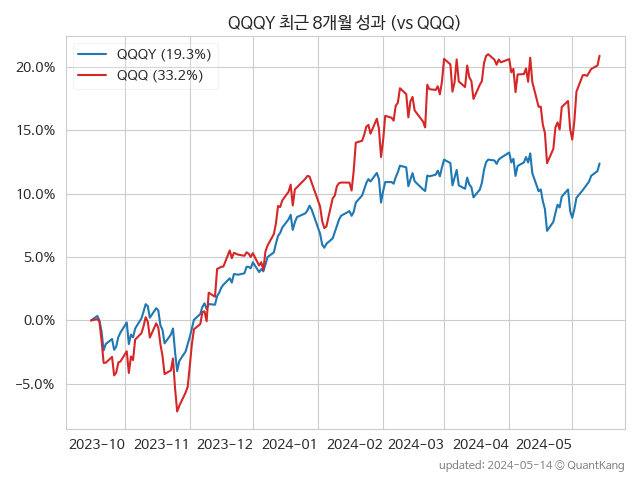 QQQY 최근 8개월 성과 (vs QQQ)
QQQY (19.3%)
QQQ (33.2%)
20.0%
15.0%
10.0%
5.0%
0.0%
−5.0%
2023−10 2023−11 2023−12 2024−01 2024−02 2024−03 2024−04 2024−05
updated: 2024-05-14 © QuantKang